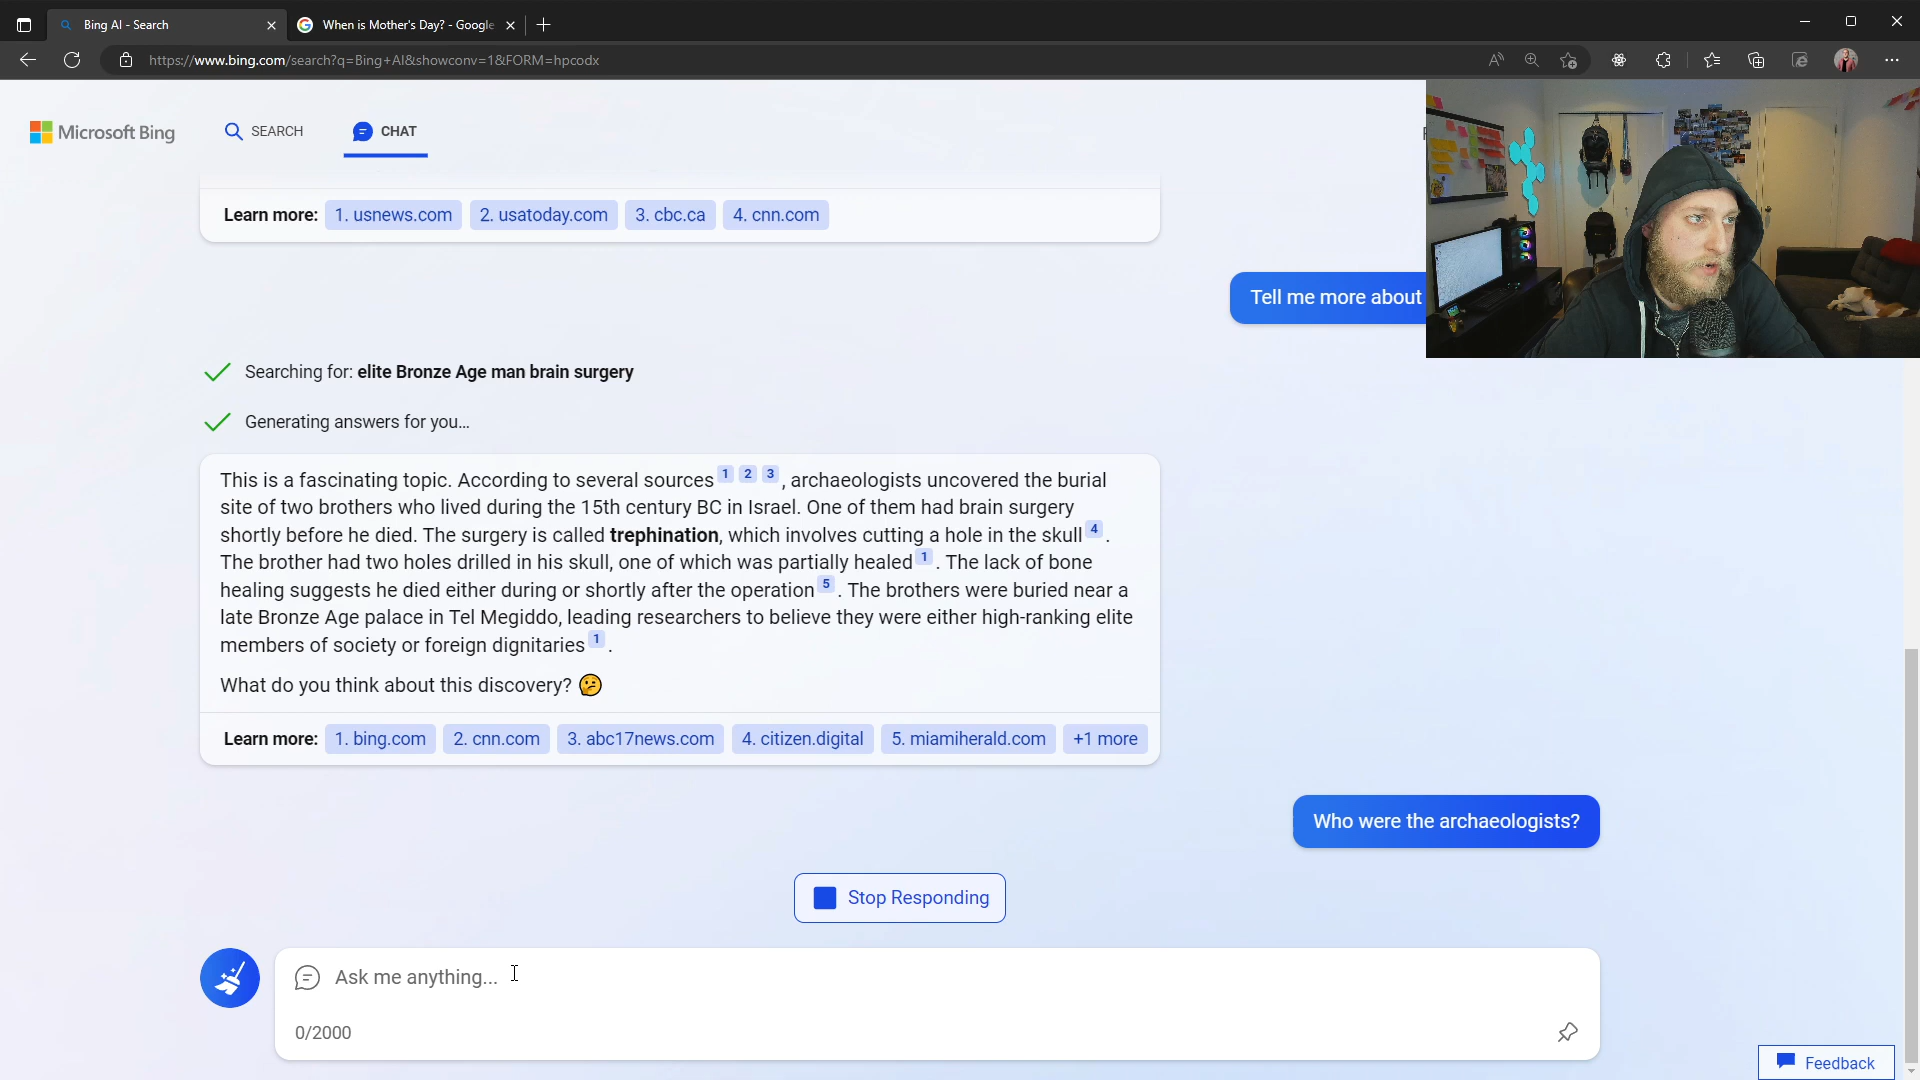 Bing AI - Search
When is Mother's Day? - Google
https://www.bing.com/search?q=Bing+AI&showconv=1&FORM=hpcodx
Microsoft Bing
SEARCH
CHAT
Learn more: 1. usnews.com 2. usatoday.com 3. cbc.ca 4. cnn.com
Tell me more about
Searching for: elite Bronze Age man brain surgery
Generating answers for you...
This is a fascinating topic. According to several sources 1 2 3, archaeologists uncovered the burial
site of two brothers who lived during the 15th century BC in Israel. One of them had brain surgery
shortly before he died. The surgery is called trephination, which involves cutting a hole in the skull 4.
The brother had two holes drilled in his skull, one of which was partially healed 1. The lack of bone
healing suggests he died either during or shortly after the operation 5. The brothers were buried near a
late Bronze Age palace in Tel Megiddo, leading researchers to believe they were either high-ranking elite
members of society or foreign dignitaries 1.
What do you think about this discovery? 🤔
Learn more: 1. bing.com 2. cnn.com 3. abc17news.com 4. citizen.digital 5. miamiherald.com +1 more
Who were the archaeologists?
Stop Responding
Ask me anything...
0/2000
Feedback